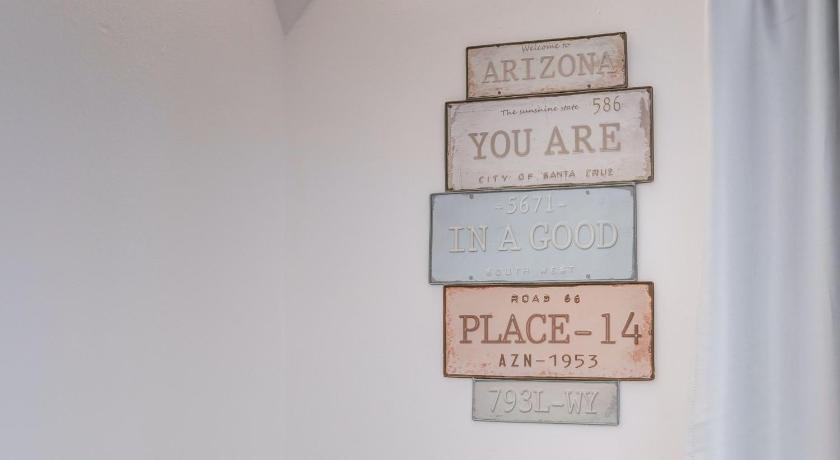 Welcome to
ARIZONA
The sunshine state 586
YOU ARE
CITY OF SANTA CRUZ
-5671-
IN A GOOD
SOUTH WEST
ROAD 66
PLACE-14
AZN-1953
793L-WY